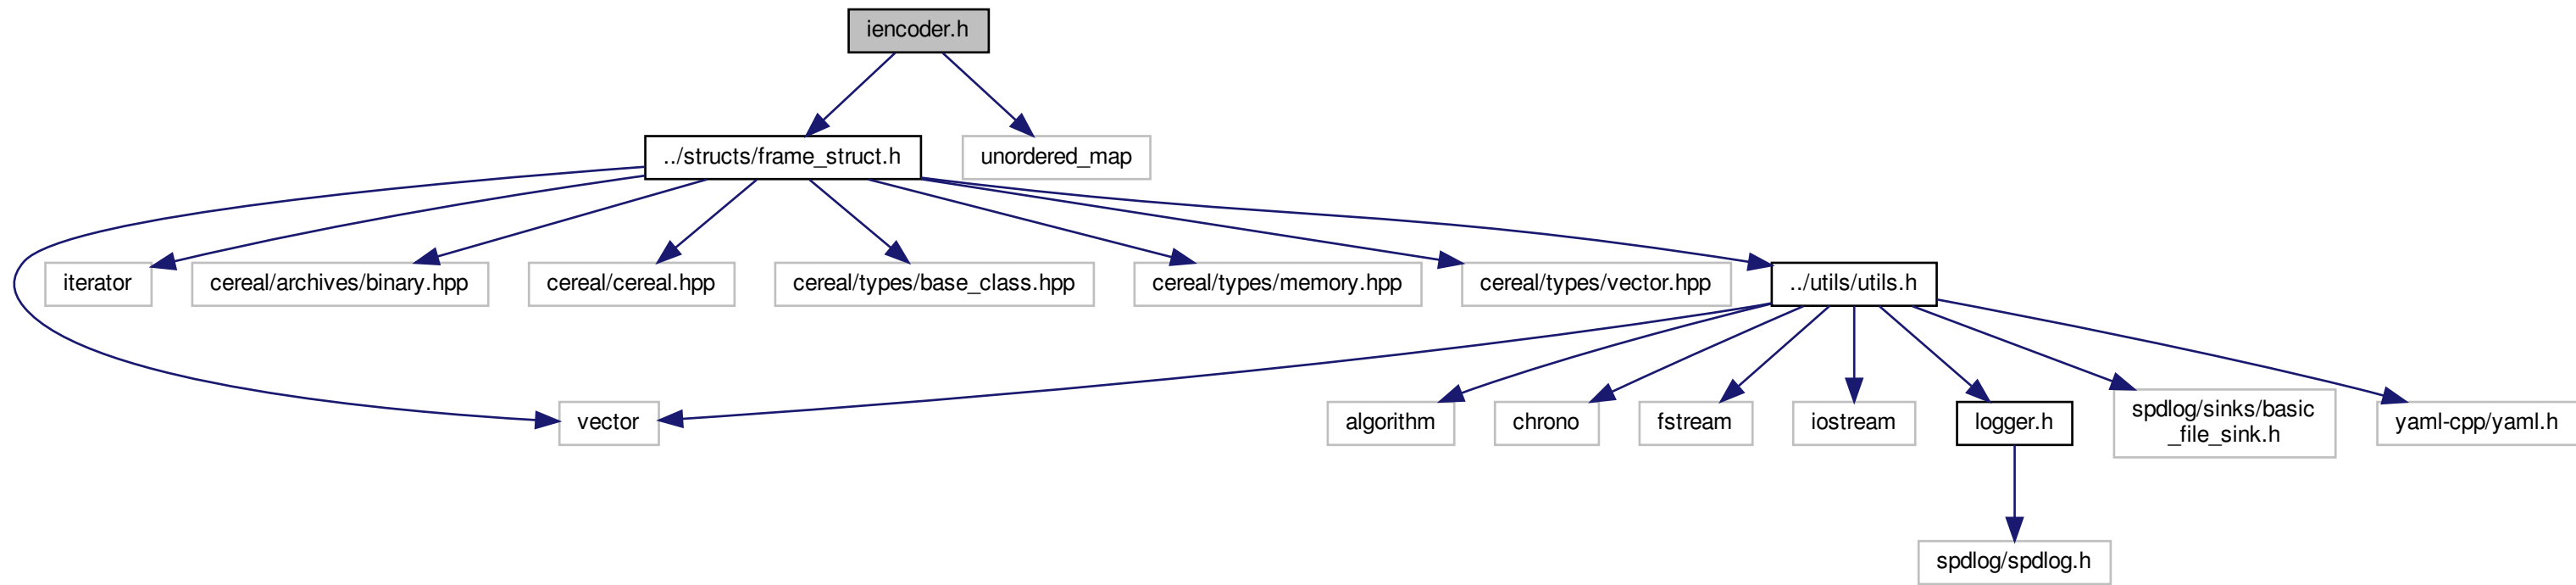 iencoder.h
../structs/frame_struct.h
unordered_map
iterator
cereal/archives/binary.hpp
cereal/cereal.hpp
cereal/types/base_class.hpp
cereal/types/memory.hpp
cereal/types/vector.hpp
../utils/utils.h
vector
algorithm
chrono
fstream
iostream
logger.h
spdlog/sinks/basic
_file_sink.h
yaml-cpp/yaml.h
spdlog/spdlog.h